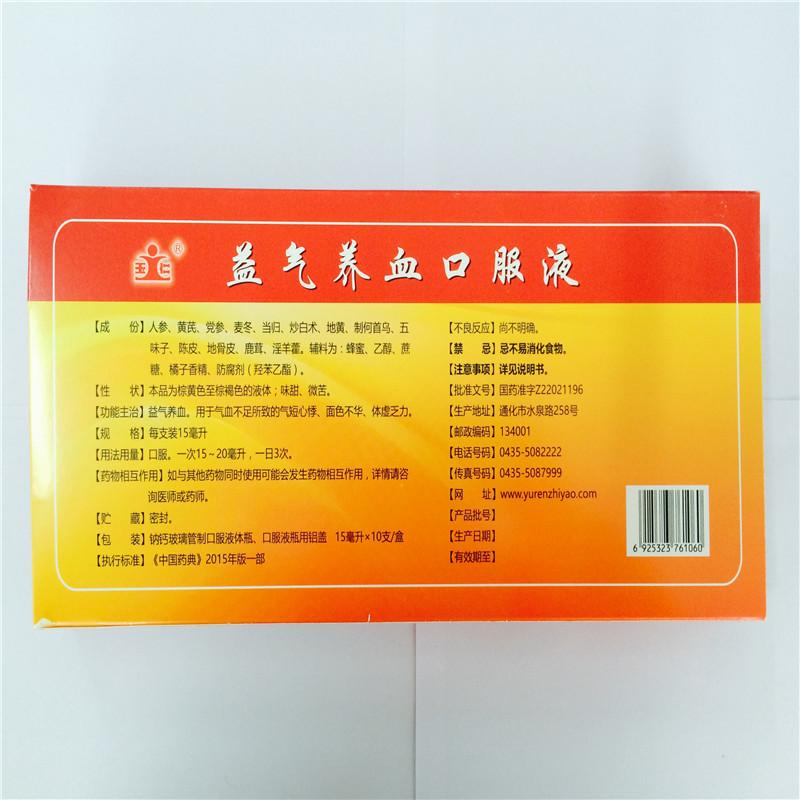 玉仁®
益气养血口服液
【成 份】人参、黄芪、党参、麦冬、当归、炒白术、地黄、制何首乌、五
味子、陈皮、地骨皮、鹿茸、淫羊藿。辅料为：蜂蜜、乙醇、蔗
糖、橘子香精、防腐剂（羟苯乙酯）。
【性 状】本品为棕黄色至棕褐色的液体；味甜、微苦。
【功能主治】益气养血。用于气血不足所致的气短心悸、面色不华、体虚乏力。
【规 格】每支装15毫升
【用法用量】口服。一次15～20毫升，一日3次。
【药物相互作用】如与其他药物同时使用可能会发生药物相互作用，详情请咨
询医师或药师。
【贮 藏】密封。
【包 装】钠钙玻璃管制口服液体瓶、口服液瓶用铝盖 15毫升×10支/盒
【执行标准】《中国药典》2015年版一部
【不良反应】尚不明确。
【禁 忌】忌不易消化食物。
【注意事项】详见说明书。
【批准文号】国药准字Z22021196
【生产地址】通化市水泉路258号
【邮政编码】134001
【电话号码】0435-5082222
【传真号码】0435-5087999
【网 址】www.yurenzhiyao.com
【产品批号】
【生产日期】
【有效期至】
6 925323 761060